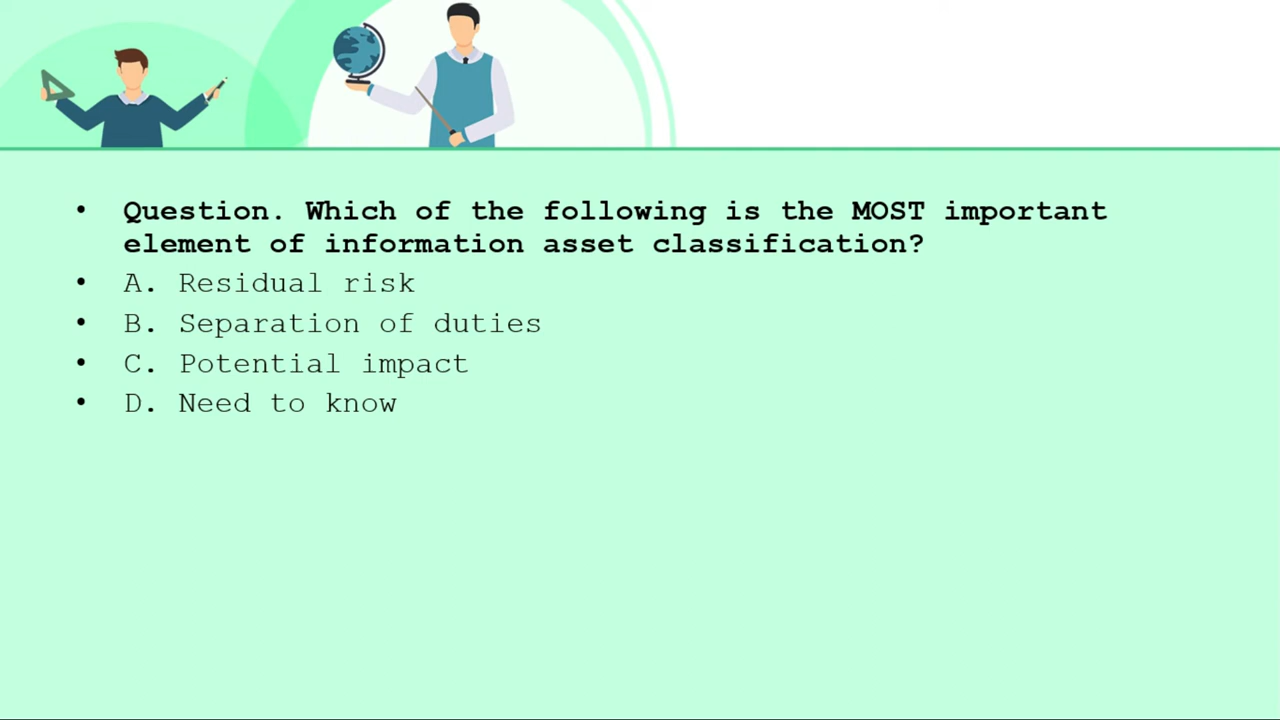 • Question. Which of the following is the MOST important
element of information asset classification?
• A. Residual risk
• B. Separation of duties
• C. Potential impact
• D. Need to know